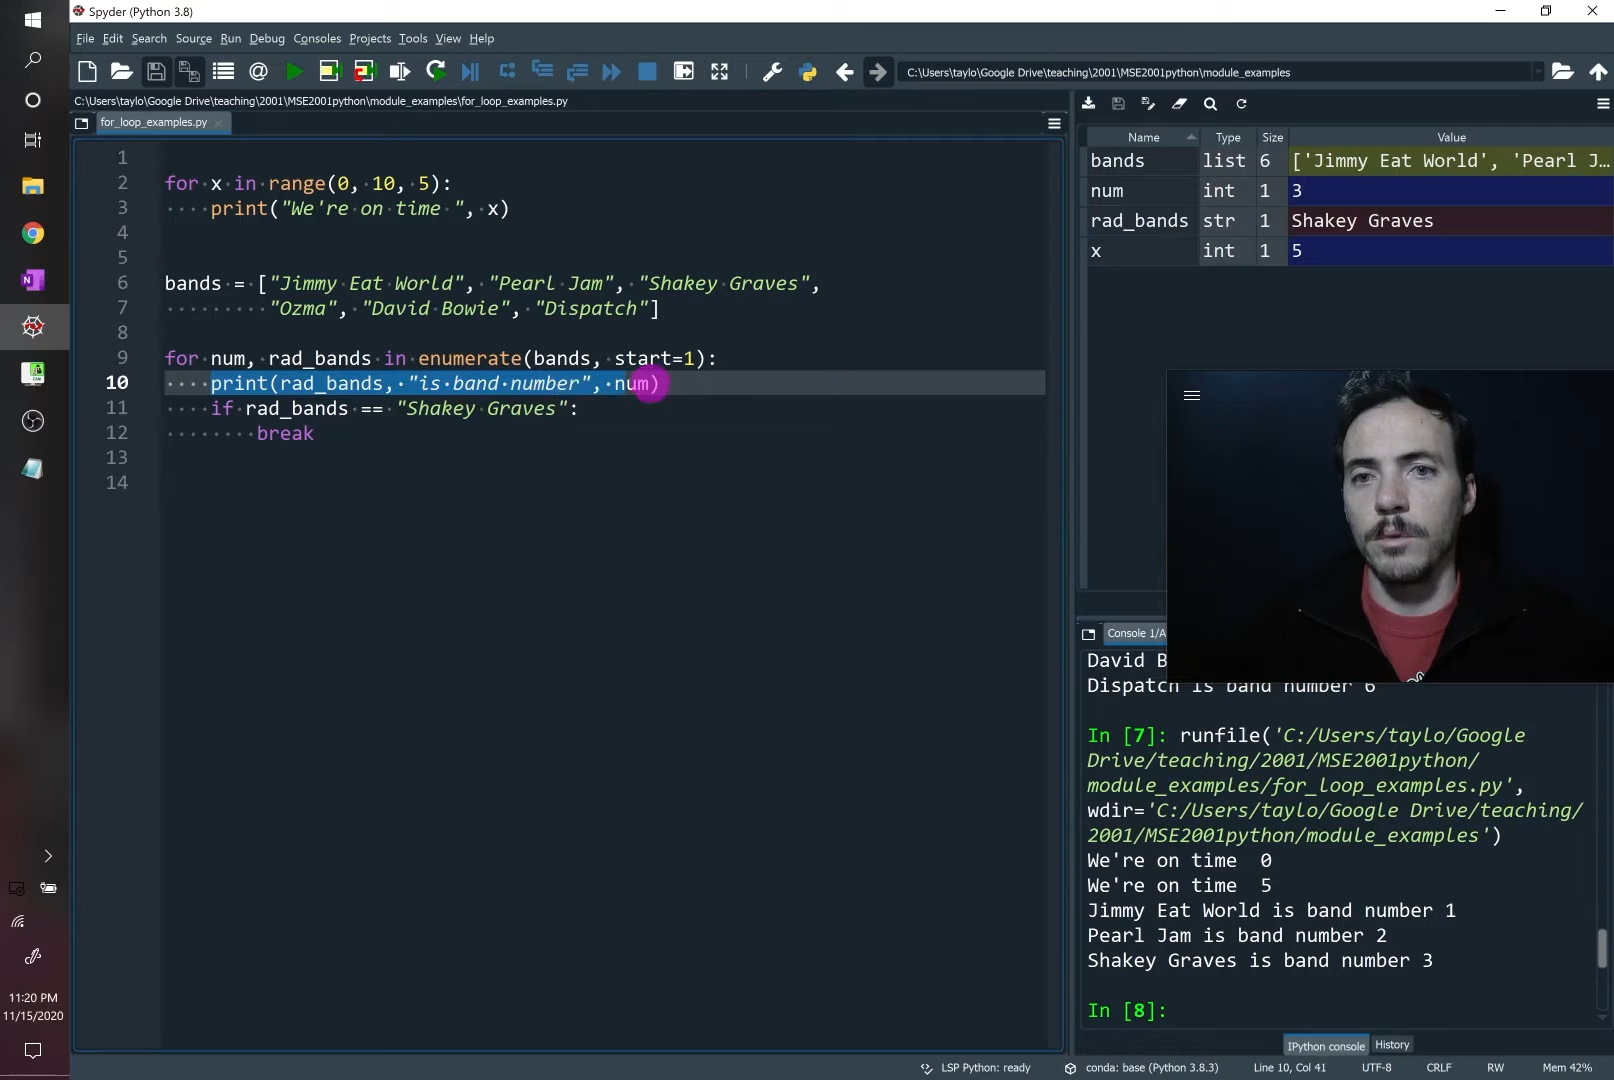 Spyder (Python 3.8)
File Edit Search Source Run Debug Consoles Projects Tools View Help
C:\Users\taylo\Google Drive\teaching\2001\MSE2001python\module_examples
C:\Users\taylo\Google Drive\teaching\2001\MSE2001python\module_examples\for_loop_examples.py
for_loop_examples.py
1
2 for x in range(0, 10, 5):
3 print("We're on time ", x)
4
5
6 bands = ["Jimmy Eat World", "Pearl Jam", "Shakey Graves",
7 "Ozma", "David Bowie", "Dispatch"]
8
9 for num, rad_bands in enumerate(bands, start=1):
10 print(rad_bands, "is band number", num)
11 if rad_bands == "Shakey Graves":
12 break
13
14
Name Type Size Value
bands list 6 ['Jimmy Eat World', 'Pearl J…
num int 1 3
rad_bands str 1 Shakey Graves
x int 1 5
Console 1/A
David B
Dispatch is band number 6
In [7]: runfile('C:/Users/taylo/Google
Drive/teaching/2001/MSE2001python/
module_examples/for_loop_examples.py',
wdir='C:/Users/taylo/Google Drive/teaching/
2001/MSE2001python/module_examples')
We're on time  0
We're on time  5
Jimmy Eat World is band number 1
Pearl Jam is band number 2
Shakey Graves is band number 3
In [8]:
IPython console History
LSP Python: ready conda: base (Python 3.8.3) Line 10, Col 41 UTF-8 CRLF RW Mem 42%
11:20 PM
11/15/2020